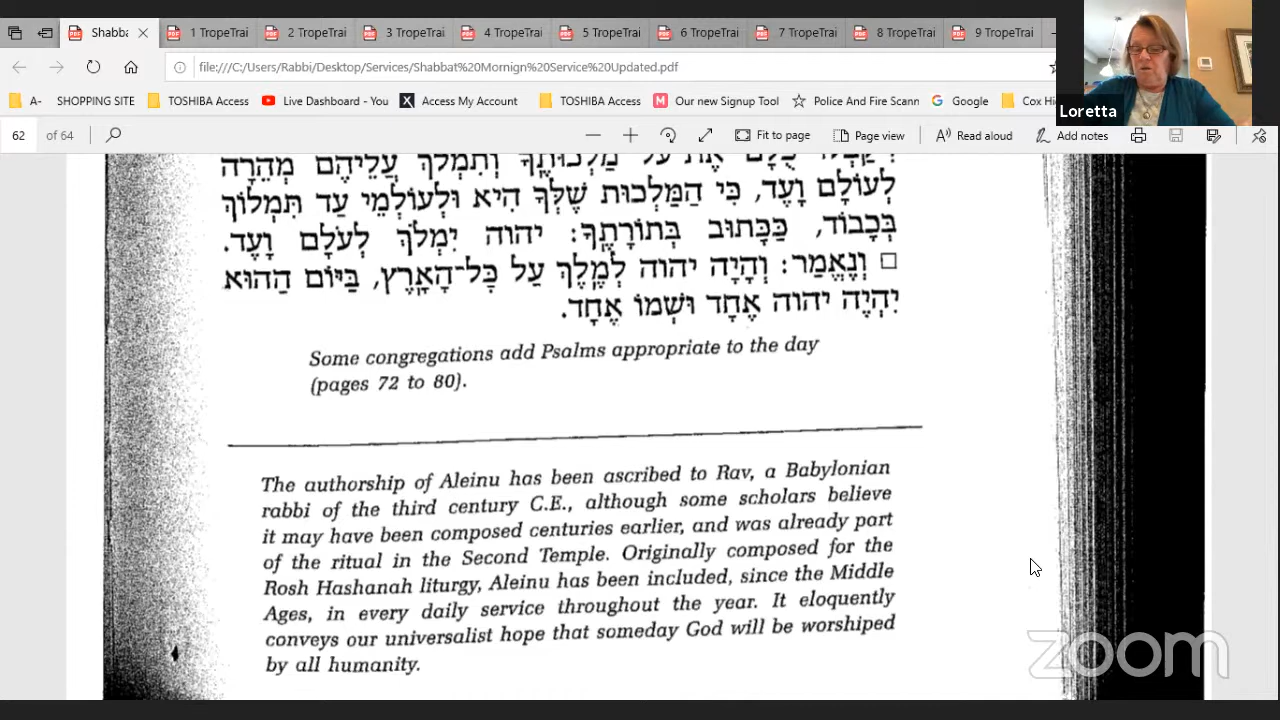 Shabba
1 TropeTrai
2 TropeTrai
3 TropeTrai
4 TropeTrai
5 TropeTrai
6 TropeTrai
7 TropeTrai
8 TropeTrai
9 TropeTrai
file:///C:/Users/Rabbi/Desktop/Services/Shabbat%20Mornign%20Service%20Updated.pdf
A- SHOPPING SITE
TOSHIBA Access
Live Dashboard - You
Access My Account
TOSHIBA Access
Our new Signup Tool
Police And Fire Scann
Google
Cox Hi
Loretta
62 of 64
Fit to page
Page view
Read aloud
Add notes
כֻלָּם אֶת־עֹל מַלְכוּתֶֽךָ וְתִמְלֹךְ עֲלֵיהֶם מְהֵרָה
לְעוֹלָם וָעֶד, כִּי הַמַּלְכוּת שֶׁלְּךָ הִיא וּלְעֽוֹלְמֵי עַד תִּמְלוֹךְ
בְּכָבוֹד, כַּכָּתוּב בְּתוֹרָתֶֽךָ: יהוה יִמְלֹךְ לְעֹלָם וָעֶד.
□ וְנֶאֱמַר: וְהָיָה יהוה לְמֶֽלֶךְ עַל כׇּל־הָאָֽרֶץ, בַּיּוֹם הַהוּא
יִהְיֶה יהוה אֶחָד וּשְׁמוֹ אֶחָד.
Some congregations add Psalms appropriate to the day
(pages 72 to 80).
The authorship of Aleinu has been ascribed to Rav, a Babylonian
rabbi of the third century C.E., although some scholars believe
it may have been composed centuries earlier, and was already part
of the ritual in the Second Temple. Originally composed for the
Rosh Hashanah liturgy, Aleinu has been included, since the Middle
Ages, in every daily service throughout the year. It eloquently
conveys our universalist hope that someday God will be worshiped
by all humanity.
zoom